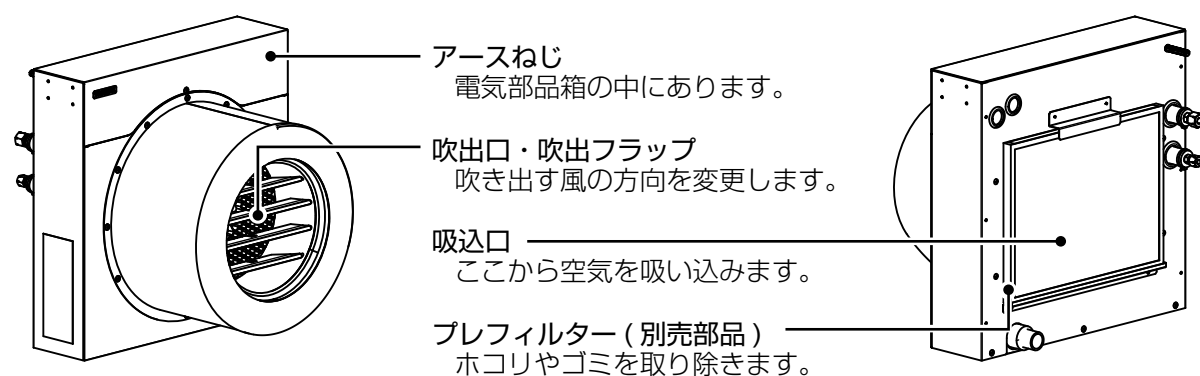 アースねじ
電気部品箱の中にあります。
吹出口・吹出フラップ
吹き出す風の方向を変更します。
吸込口
ここから空気を吸い込みます。
プレフィルター ( 別売部品 )
ホコリやゴミを取り除きます。